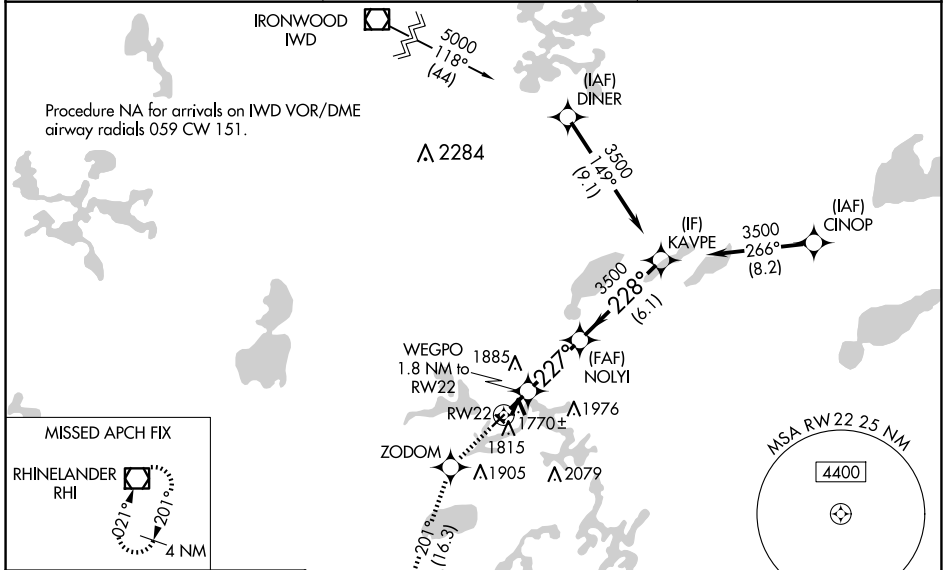 IRONWOOD
IWD
5000
118°
(44)
(IAF)
DINER
Procedure NA for arrivals on IWD VOR/DME
airway radials 059 CW 151.
2284
3500
149°
(9.1)
(IF)
KAVPE
(IAF)
CINOP
3500
266°
(8.2)
3500
228°
(6.1)
(FAF)
NOLYI
227°
WEGPO
1.8 NM to
RW22
1885
RW22
1770±
1976
1815
ZODOM
1905
2079
201°
(16.3)
MISSED APCH FIX
RHINELANDER
RHI
021°
201°
4 NM
MSA RW 22 25 NM
4400